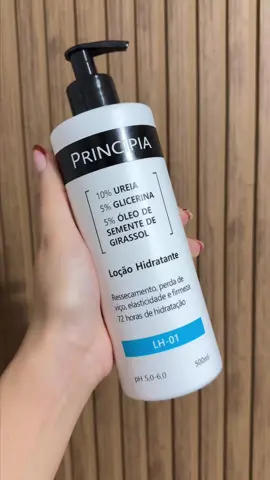 PRINCIPIA
10% UREIA
5% GLICERINA
5% ÓLEO DE
SEMENTE DE
GIRASSOL
Loção Hidratante
Ressecamento, perda de
viço, elasticidade e firmeza
72 horas de hidratação
LH-01
pH 5,0-6,0
500ml